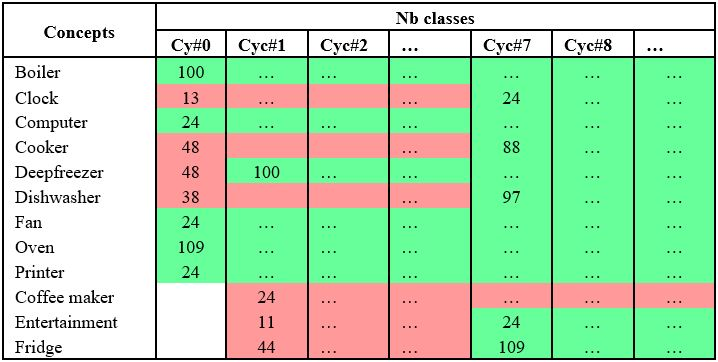 Concepts Nb classes
Cy#0 Cyc#1 Cyc#2 … Cyc#7 Cyc#8 …
Boiler 100 … … … … … …
Clock 13 … … 24 … …
Computer 24 … … … … … …
Cooker 48 … 88 … …
Deepfreezer 48 100 … … … … …
Dishwasher 38 … 97 … …
Fan 24 … … … … … …
Oven 109 … … … … … …
Printer 24 … … … … … …
Coffee maker 24 … … … … …
Entertainment 11 … … 24 … …
Fridge 44 … … 109 … …